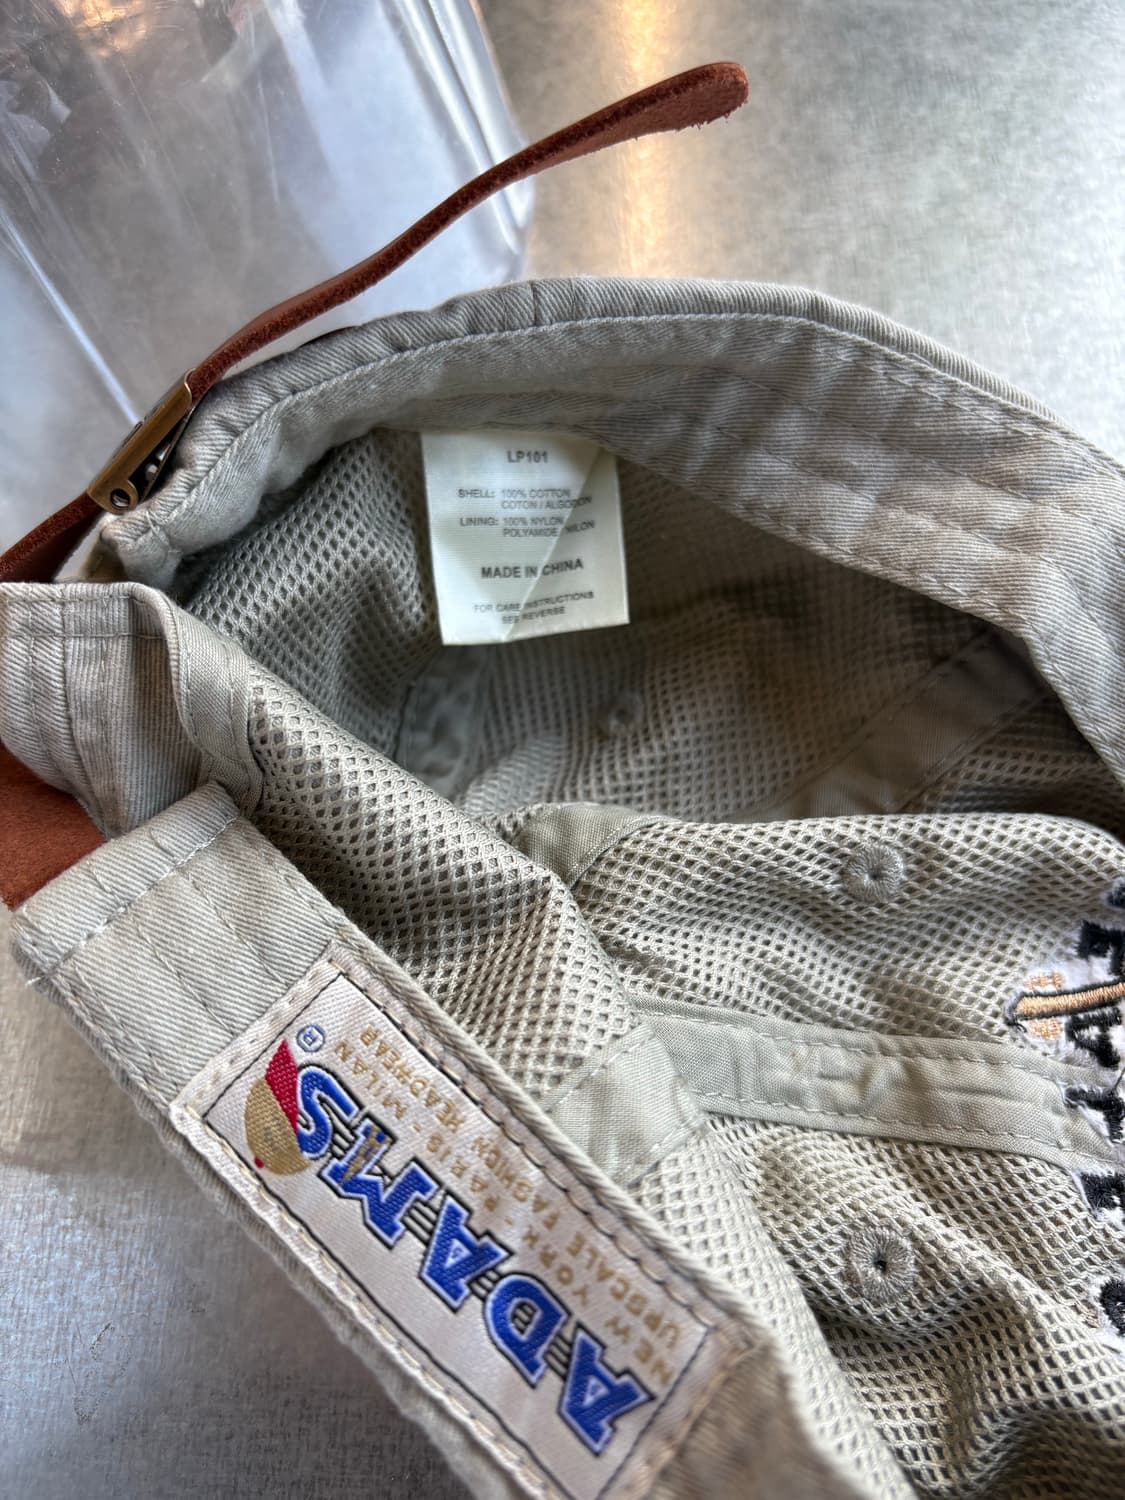 LP101
SHELL: 100% COTTON
COTON / ALGODON
LINING: 100% NYLON
POLYAMIDE NILON
MADE IN CHINA
FOR CARE INSTRUCTIONS
SEE REVERSE
ADAMS ®
NEW YORK - PARIS - MILAN
UPSCALE FASHION HEADWEAR